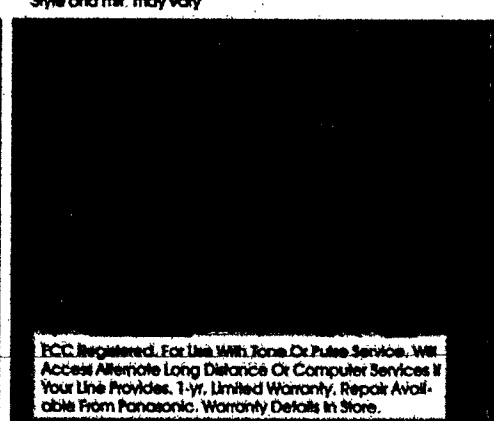 Style and mfr. may vary
FCC Registered. For Use With Tone Or Pulse Service. Will
Access Alternate Long Distance Or Computer Services If
Your Line Provides. 1-yr. Limited Warranty. Repair Avail-
able From Panasonic. Warranty Details In Store.